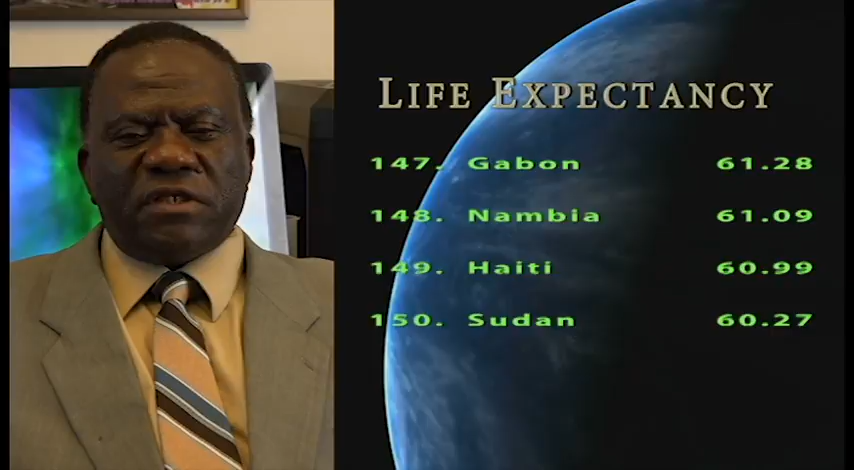 LIFE EXPECTANCY
147. Gabon 61.28
148. Nambia 61.09
149. Haiti 60.99
150. Sudan 60.27